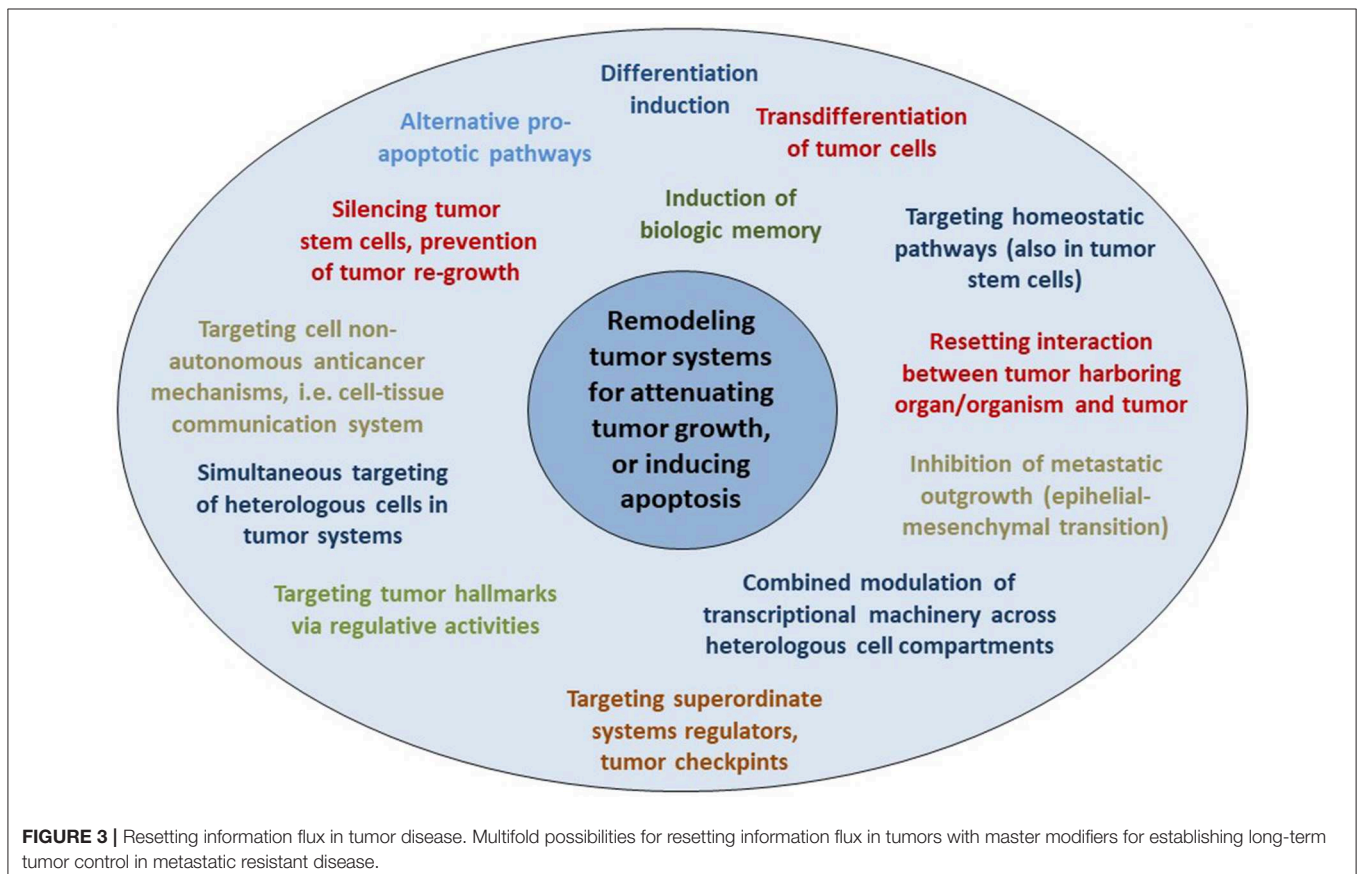 Differentiation
induction
Alternative pro-
apoptotic pathways
Transdifferentiation
of tumor cells
Silencing tumor
stem cells, prevention
of tumor re-growth
Induction of
biologic memory
Targeting homeostatic
pathways (also in tumor
stem cells)
Targeting cell non-
autonomous anticancer
mechanisms, i.e. cell-tissue
communication system
Remodeling
tumor systems
for attenuating
tumor growth,
or inducing
apoptosis
Resetting interaction
between tumor harboring
organ/organism and tumor
Simultaneous targeting
of heterologous cells in
tumor systems
Inhibition of metastatic
outgrowth (epihelial-
mesenchymal transition)
Targeting tumor hallmarks
via regulative activities
Combined modulation of
transcriptional machinery across
heterologous cell compartments
Targeting superordinate
systems regulators,
tumor checkpints
FIGURE 3 | Resetting information flux in tumor disease. Multifold possibilities for resetting information flux in tumors with master modifiers for establishing long-term
tumor control in metastatic resistant disease.